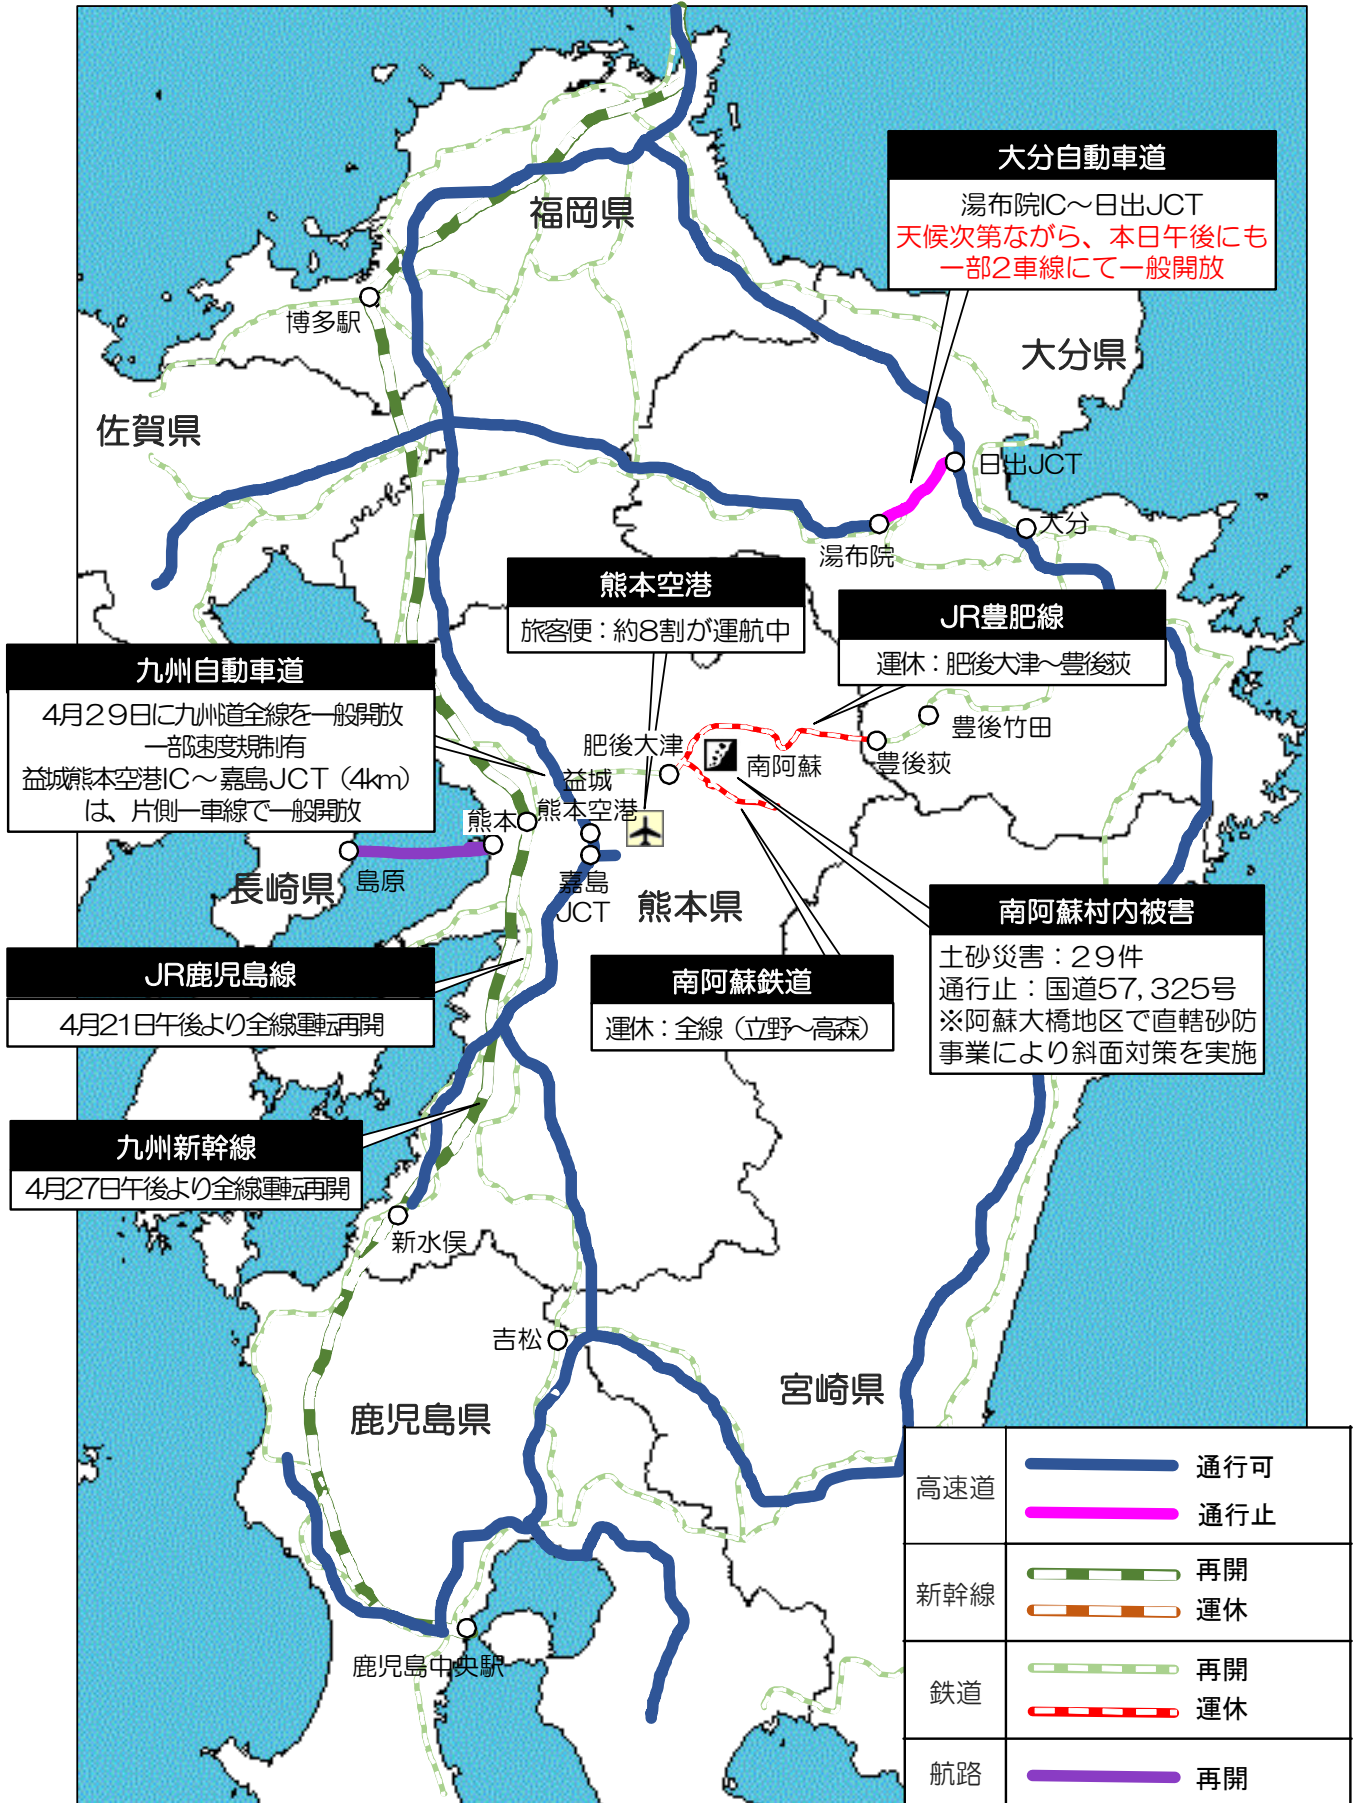 大分自動車道
湯布院IC～日出JCT
天候次第ながら、本日午後にも
一部2車線にて一般開放
福岡県
博多駅
大分県
佐賀県
日出JCT
大分
湯布院
熊本空港
旅客便：約8割が運航中
JR豊肥線
運休：肥後大津～豊後荻
九州自動車道
4月29日に九州道全線を一般開放
一部速度規制有
益城熊本空港IC～嘉島JCT（4km）
は、片側一車線で一般開放
肥後大津
南阿蘇
豊後竹田
豊後荻
益城
熊本空港
熊本
島原
長崎県
嘉島
JCT
熊本県
南阿蘇村内被害
土砂災害：29件
通行止：国道57,325号
※阿蘇大橋地区で直轄砂防
事業により斜面対策を実施
JR鹿児島線
4月21日午後より全線運転再開
南阿蘇鉄道
運休：全線（立野～高森）
九州新幹線
4月27日午後より全線運転再開
新水俣
吉松
宮崎県
鹿児島県
鹿児島中央駅
高速道
通行可
通行止
新幹線
再開
運休
鉄道
再開
運休
航路
再開